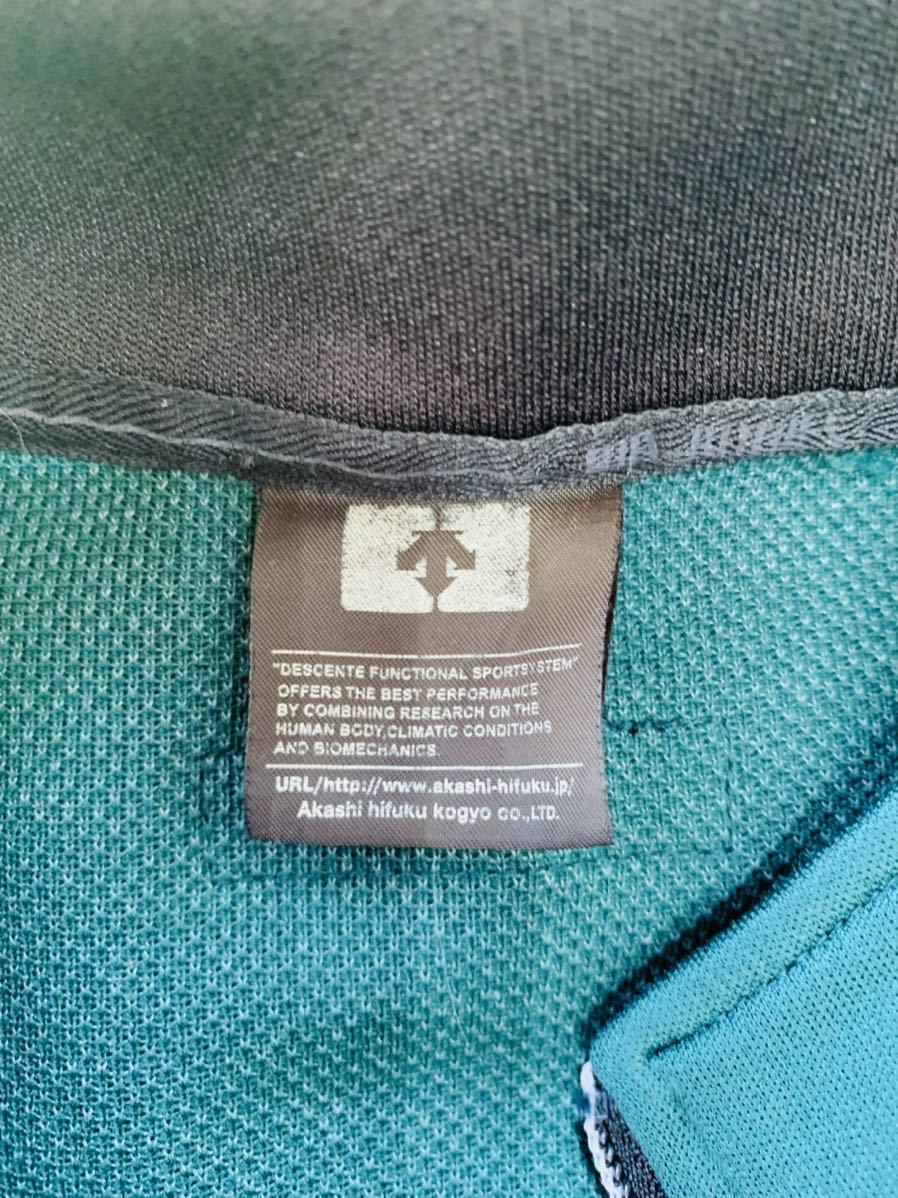 "DESCENTE FUNCTIONAL SPORTSYSTEM"
OFFERS THE BEST PERFORMANCE
BY COMBINING RESEARCH ON THE
HUMAN BODY,CLIMATIC CONDITIONS
AND BIOMECHANICS.
URL/http://www.akashi-hifuku.jp/
Akashi hifuku kogyo co.,LTD.